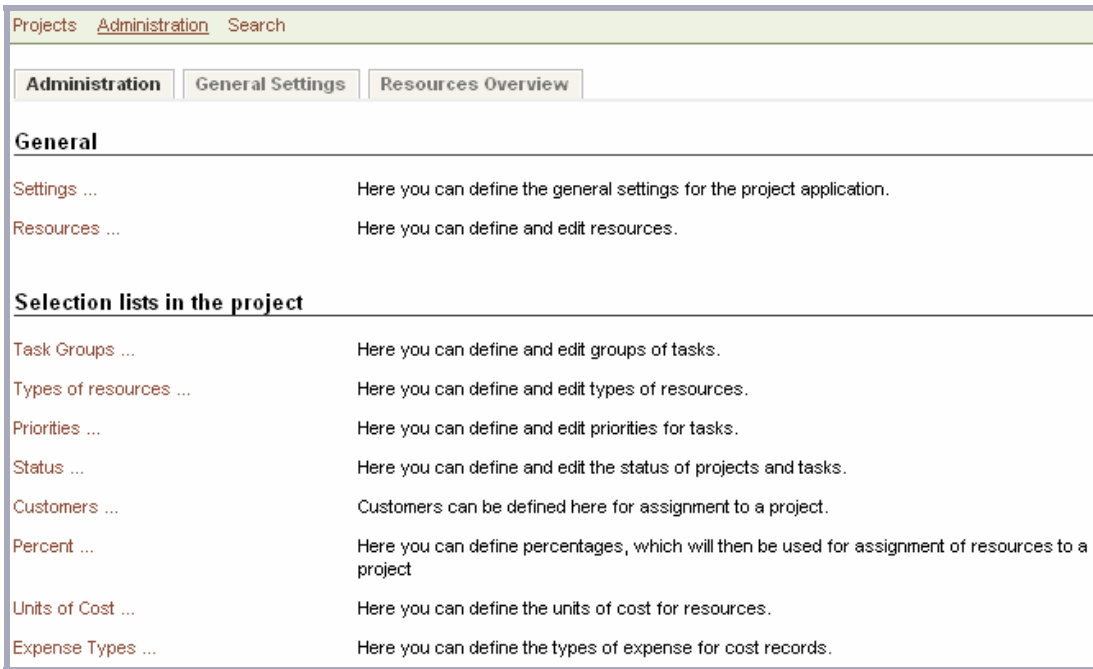 Projects Administration Search
Administration General Settings Resources Overview
General
Settings ... Here you can define the general settings for the project application.
Resources ... Here you can define and edit resources.
Selection lists in the project
Task Groups ... Here you can define and edit groups of tasks.
Types of resources ... Here you can define and edit types of resources.
Priorities ... Here you can define and edit priorities for tasks.
Status ... Here you can define and edit the status of projects and tasks.
Customers ... Customers can be defined here for assignment to a project.
Percent ... Here you can define percentages, which will then be used for assignment of resources to a
project
Units of Cost ... Here you can define the units of cost for resources.
Expense Types ... Here you can define the types of expense for cost records.